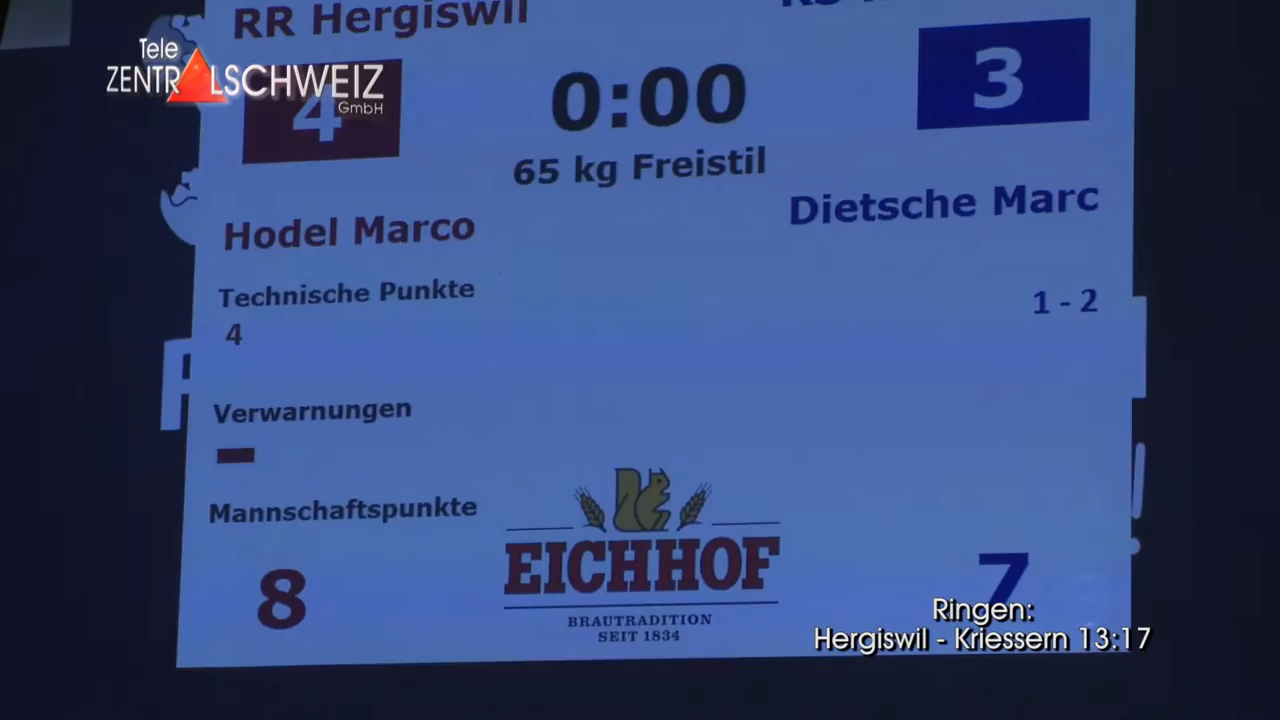 RR Hergiswil
Tele
ZENTRALSCHWEIZ
GmbH
4
0:00
3
65 kg Freistil
Hodel Marco
Dietsche Marc
Technische Punkte
4
1 - 2
Verwarnungen
Mannschaftspunkte
8
7
EICHHOF
BRAUTRADITION
SEIT 1834
Ringen:
Hergiswil - Kriessern 13:17